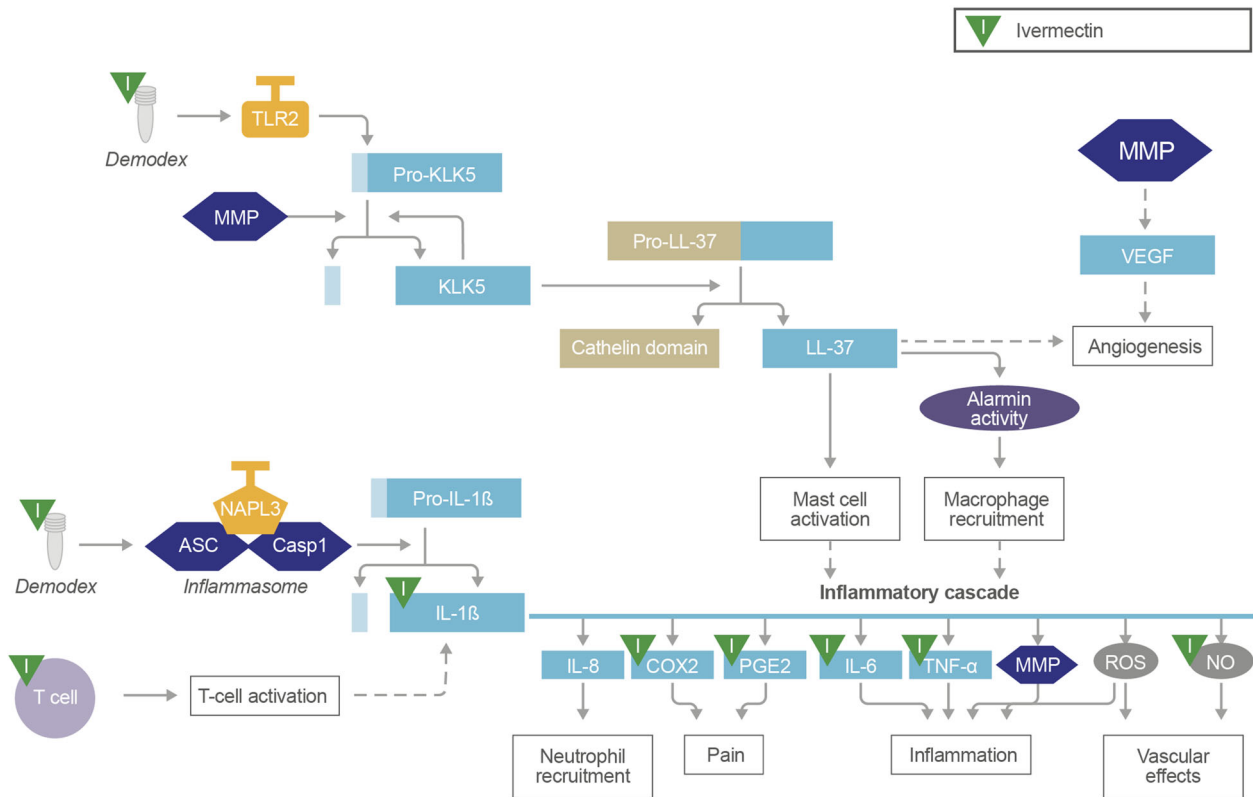 I Ivermectin
I
TLR2
Demodex
Pro-KLK5
MMP
MMP
Pro-LL-37
VEGF
KLK5
Cathelin domain
LL-37
Angiogenesis
Alarmin
activity
NAPL3
Pro-IL-1ß
Mast cell
activation
Macrophage
recruitment
I
ASC
Casp1
Demodex
Inflammasome
Inflammatory cascade
I
IL-1ß
I
T cell
T-cell activation
IL-8
I
COX2
I
PGE2
I
IL-6
I
TNF-α
MMP
ROS
I
NO
Neutrophil
recruitment
Pain
Inflammation
Vascular
effects